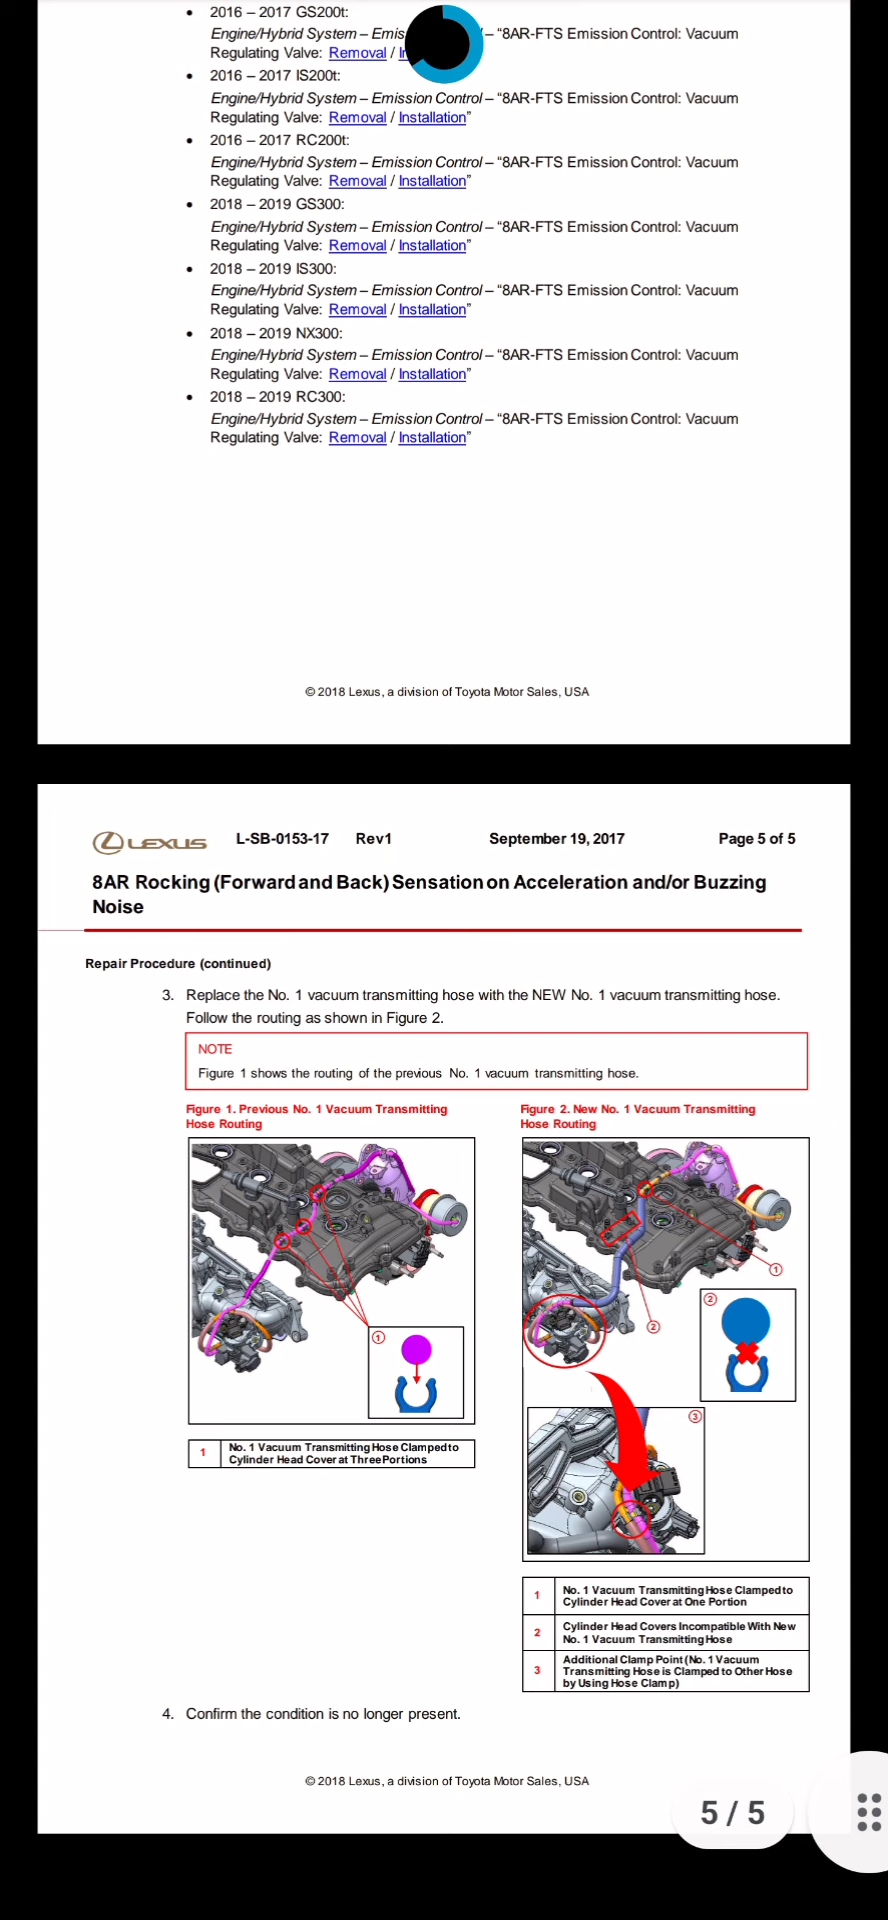 • 2016 – 2017 GS200t:
Engine/Hybrid System – – “8AR-FTS Emission Control: Vacuum
Regulating Valve: Removal /
• 2016 – 2017 IS200t:
Engine/Hybrid System – Emission Control – “8AR-FTS Emission Control: Vacuum
Regulating Valve: Removal / Installation”
• 2016 – 2017 RC200t:
Engine/Hybrid System – Emission Control – “8AR-FTS Emission Control: Vacuum
Regulating Valve: Removal / Installation”
• 2018 – 2019 GS300:
Engine/Hybrid System – Emission Control – “8AR-FTS Emission Control: Vacuum
Regulating Valve: Removal / Installation”
• 2018 – 2019 IS300:
Engine/Hybrid System – Emission Control – “8AR-FTS Emission Control: Vacuum
Regulating Valve: Removal / Installation”
• 2018 – 2019 NX300:
Engine/Hybrid System – Emission Control – “8AR-FTS Emission Control: Vacuum
Regulating Valve: Removal / Installation”
• 2018 – 2019 RC300:
Engine/Hybrid System – Emission Control – “8AR-FTS Emission Control: Vacuum
Regulating Valve: Removal / Installation”
© 2018 Lexus, a division of Toyota Motor Sales, USA
LEXUS L-SB-0153-17 Rev1 September 19, 2017 Page 5 of 5
8AR Rocking (Forward and Back) Sensation on Acceleration and/or Buzzing
Noise
Repair Procedure (continued)
3. Replace the No. 1 vacuum transmitting hose with the NEW No. 1 vacuum transmitting hose.
Follow the routing as shown in Figure 2.
NOTE
Figure 1 shows the routing of the previous No. 1 vacuum transmitting hose.
Figure 1. Previous No. 1 Vacuum Transmitting
Hose Routing
1
1 No. 1 Vacuum Transmitting Hose Clamped to
Cylinder Head Cover at Three Portions
Figure 2. New No. 1 Vacuum Transmitting
Hose Routing
1
2
2
3
1 No. 1 Vacuum Transmitting Hose Clamped to
Cylinder Head Cover at One Portion
2 Cylinder Head Covers Incompatible With New
No. 1 Vacuum Transmitting Hose
3 Additional Clamp Point (No. 1 Vacuum
Transmitting Hose is Clamped to Other Hose
by Using Hose Clamp)
4. Confirm the condition is no longer present.
© 2018 Lexus, a division of Toyota Motor Sales, USA
5 / 5